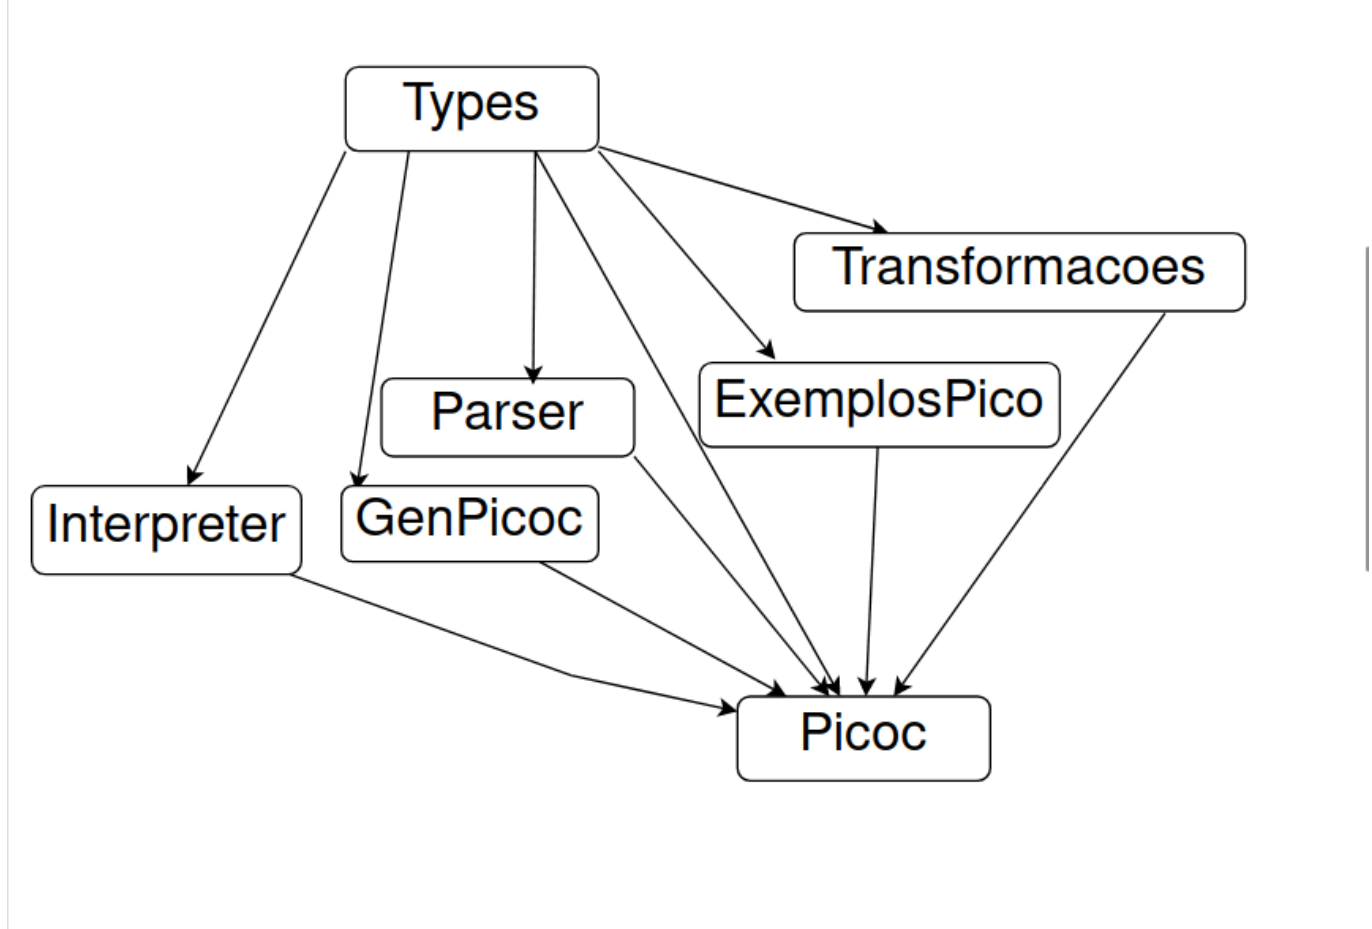 Types
Transformacoes
ExemplosPico
Parser
GenPicoc
Interpreter
Picoc